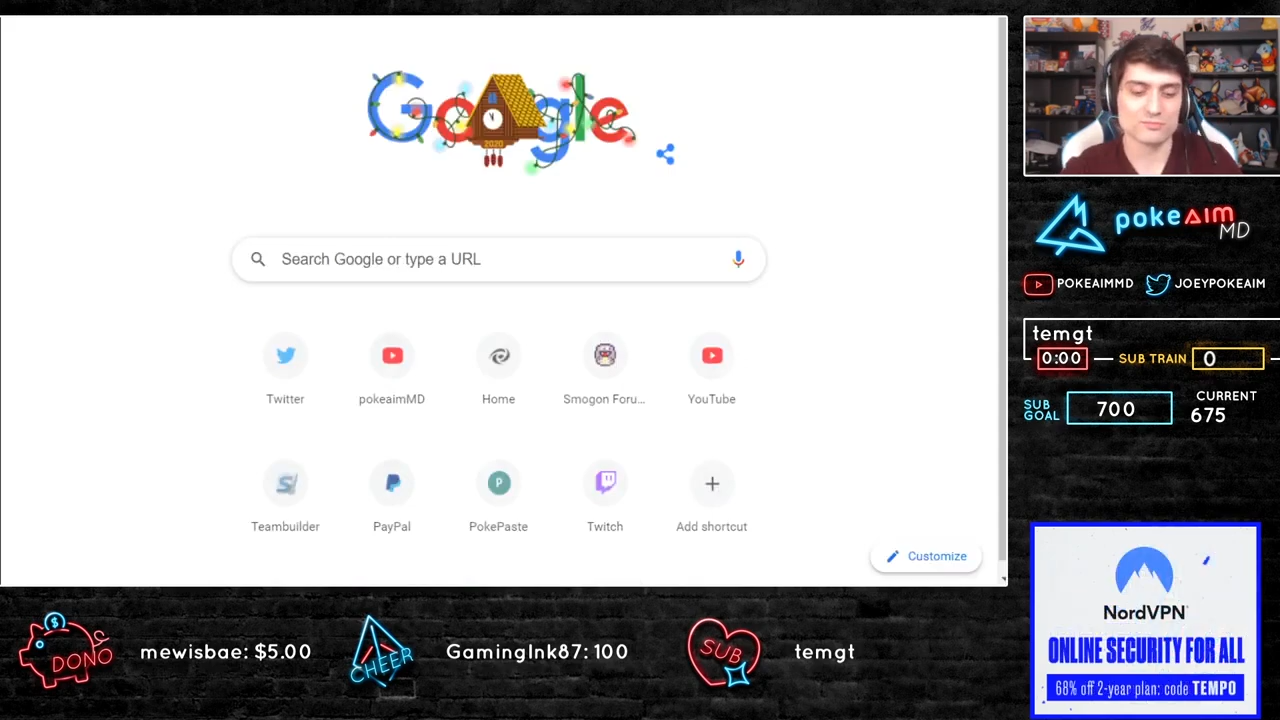 Google
2020
Search Google or type a URL
Twitter
pokeaimMD
Home
Smogon Foru...
YouTube
Teambuilder
PayPal
P
PokePaste
Twitch
Add shortcut
Customize
pokeAIM
MD
POKEAIMMD
JOEYPOKEAIM
temgt
0:00
SUB TRAIN
0
SUB GOAL
700
CURRENT
675
NordVPN
ONLINE SECURITY FOR ALL
68% off 2-year plan: code TEMPO
$
DONO
mewisbae: $5.00
CHEER
GamingInk87: 100
SUB
temgt